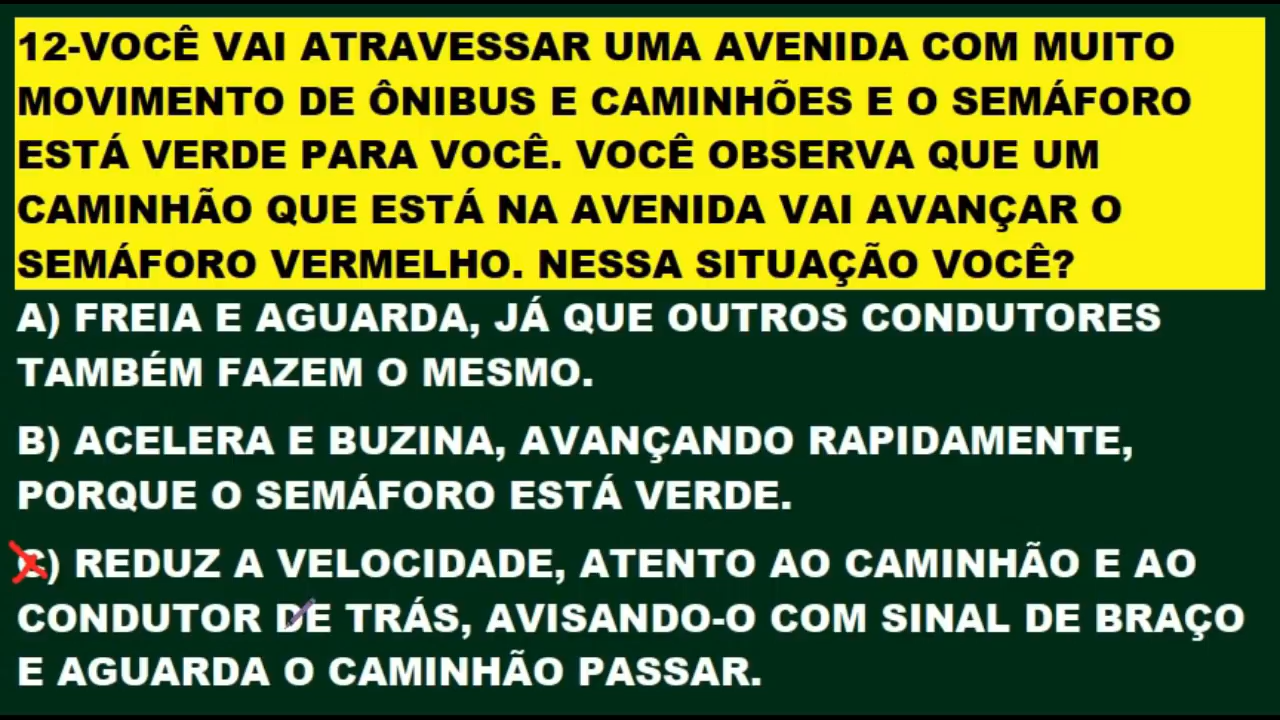 12-VOCÊ VAI ATRAVESSAR UMA AVENIDA COM MUITO
MOVIMENTO DE ÔNIBUS E CAMINHÕES E O SEMÁFORO
ESTÁ VERDE PARA VOCÊ. VOCÊ OBSERVA QUE UM
CAMINHÃO QUE ESTÁ NA AVENIDA VAI AVANÇAR O
SEMÁFORO VERMELHO. NESSA SITUAÇÃO VOCÊ?
A) FREIA E AGUARDA, JÁ QUE OUTROS CONDUTORES
TAMBÉM FAZEM O MESMO.
B) ACELERA E BUZINA, AVANÇANDO RAPIDAMENTE,
PORQUE O SEMÁFORO ESTÁ VERDE.
C) REDUZ A VELOCIDADE, ATENTO AO CAMINHÃO E AO
CONDUTOR DE TRÁS, AVISANDO-O COM SINAL DE BRAÇO
E AGUARDA O CAMINHÃO PASSAR.